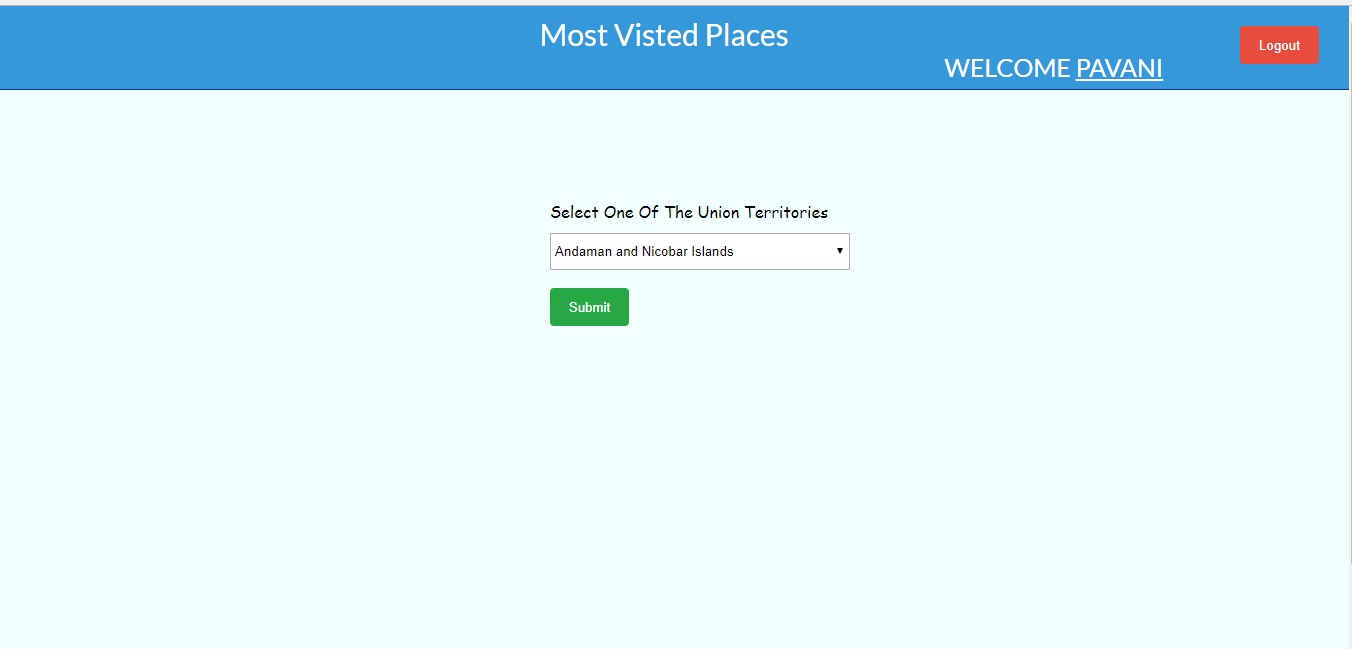 Most Visted Places
Logout
WELCOME PAVANI
Select One Of The Union Territories
Andaman and Nicobar Islands
Submit